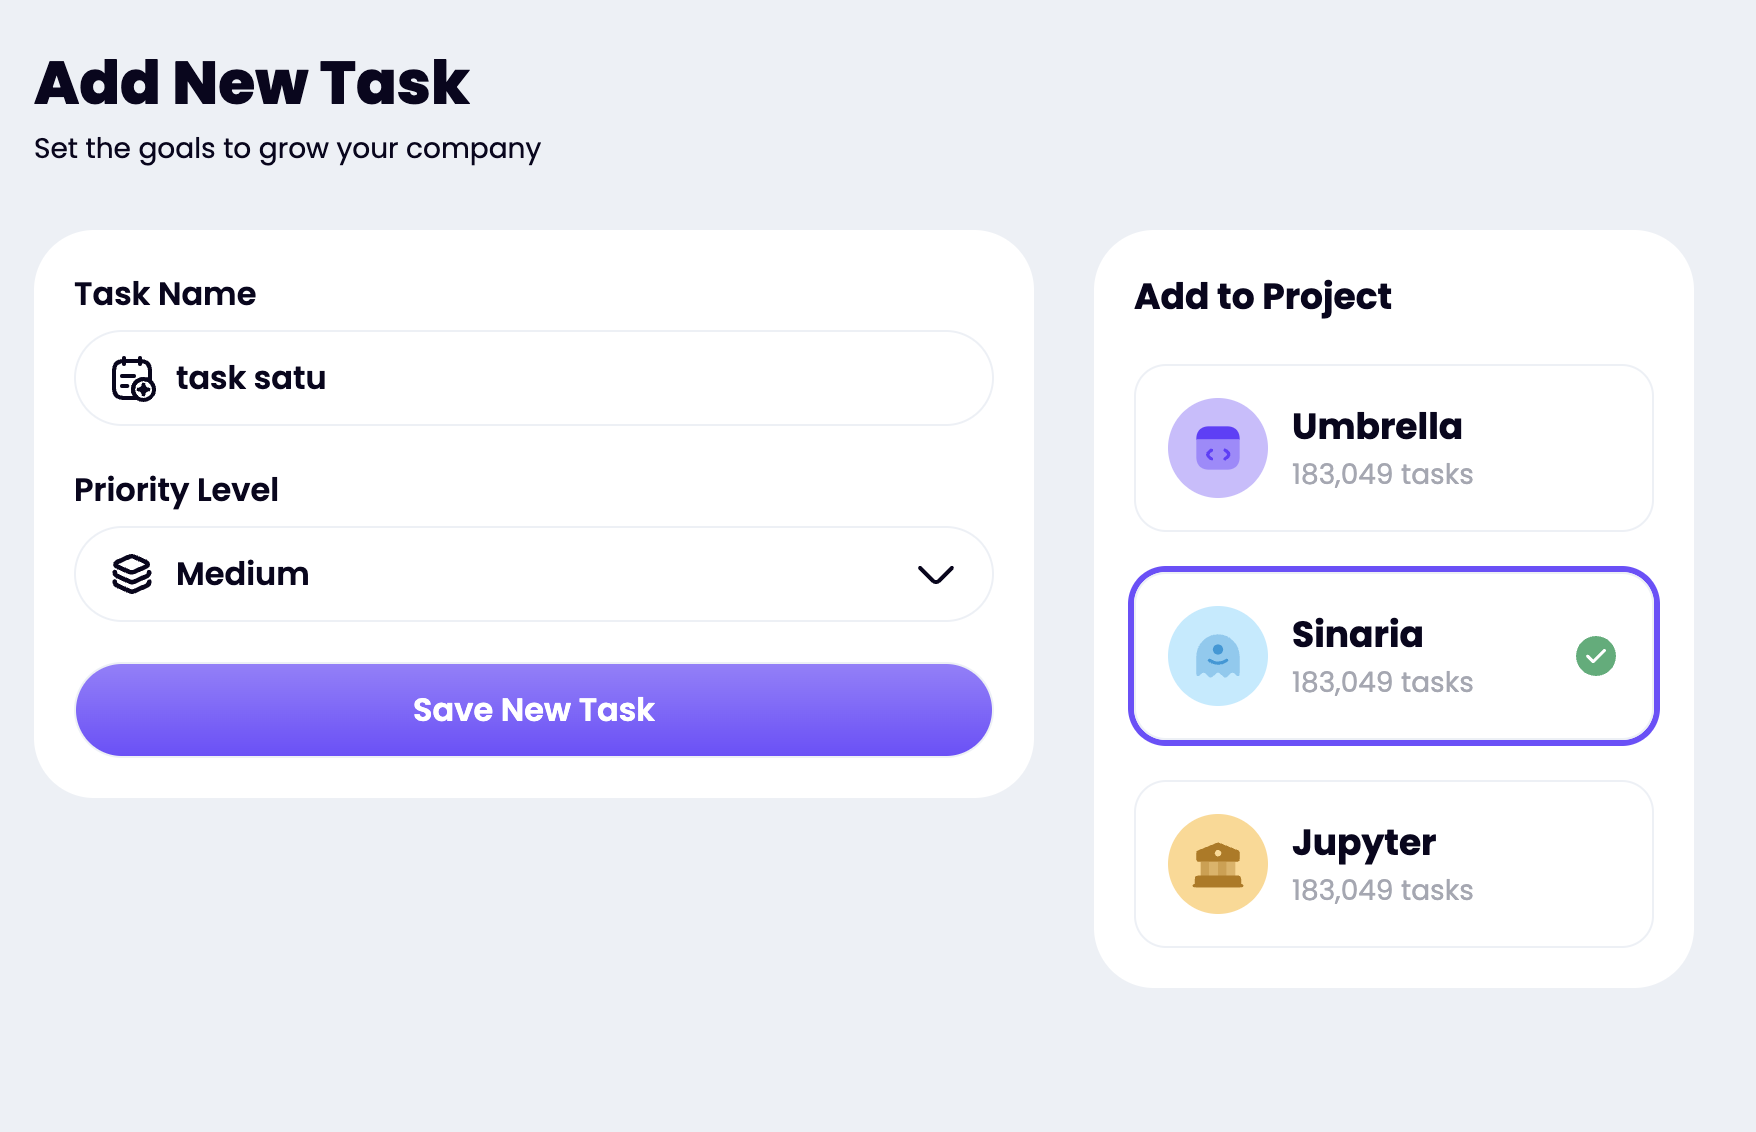 Add New Task
Set the goals to grow your company
Task Name
task satu
Priority Level
Medium
Save New Task
Add to Project
Umbrella
183,049 tasks
Sinaria
183,049 tasks
Jupyter
183,049 tasks